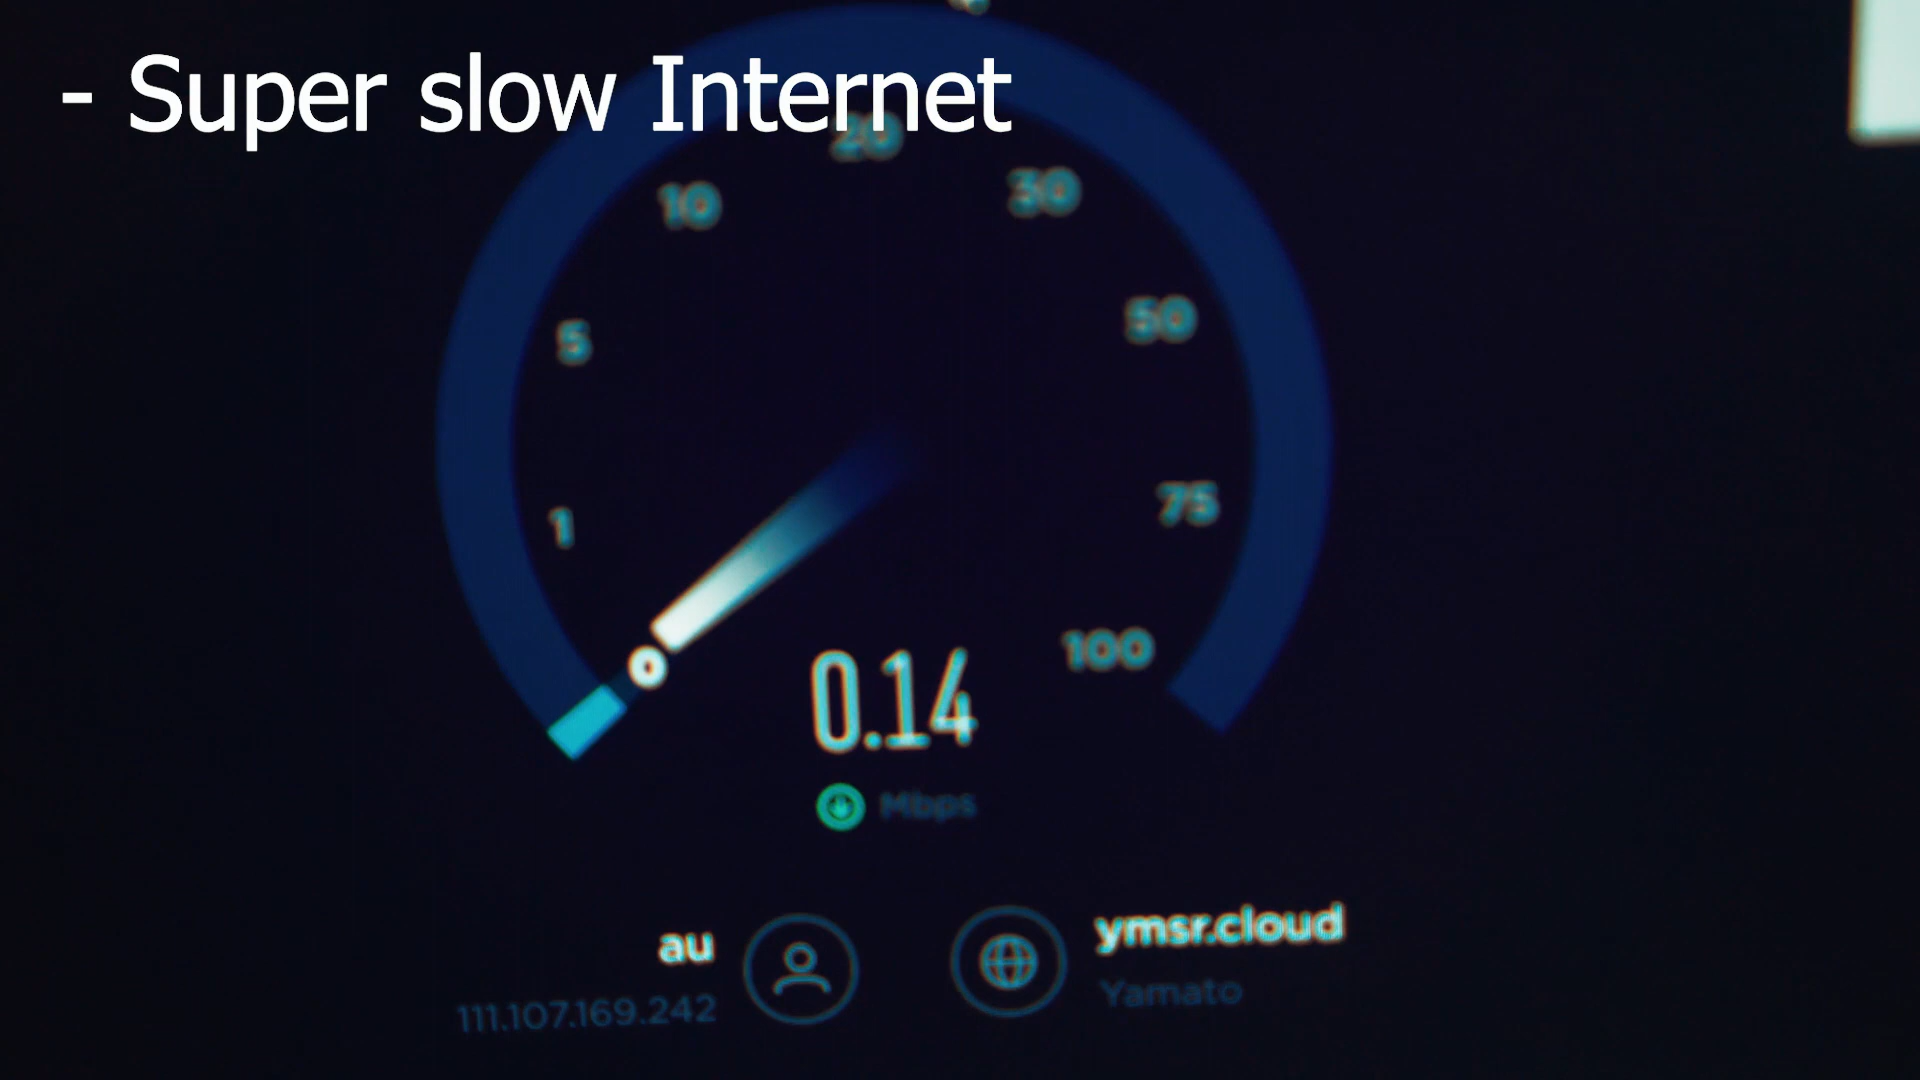 - Super slow Internet
20
10
30
5
50
1
75
0
100
0.14
Mbps
au
ymsr.cloud
111.107.169.242
Yamato